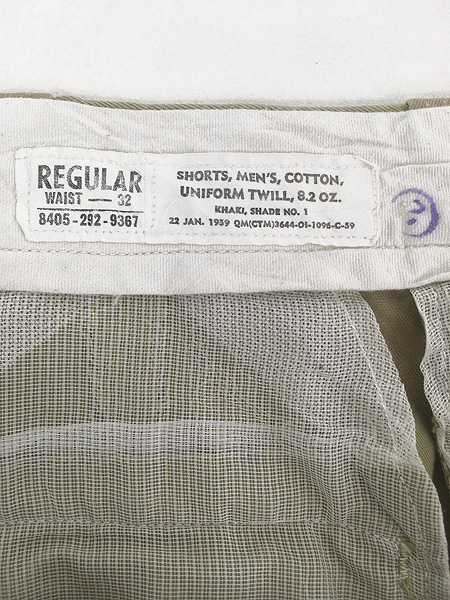 REGULAR
WAIST — 32
8405-292-9367
SHORTS, MEN'S, COTTON,
UNIFORM TWILL, 8.2 OZ.
KHAKI, SHADE NO. 1
22 JAN. 1959 QM(CTM)3644-OI-1096-C-59